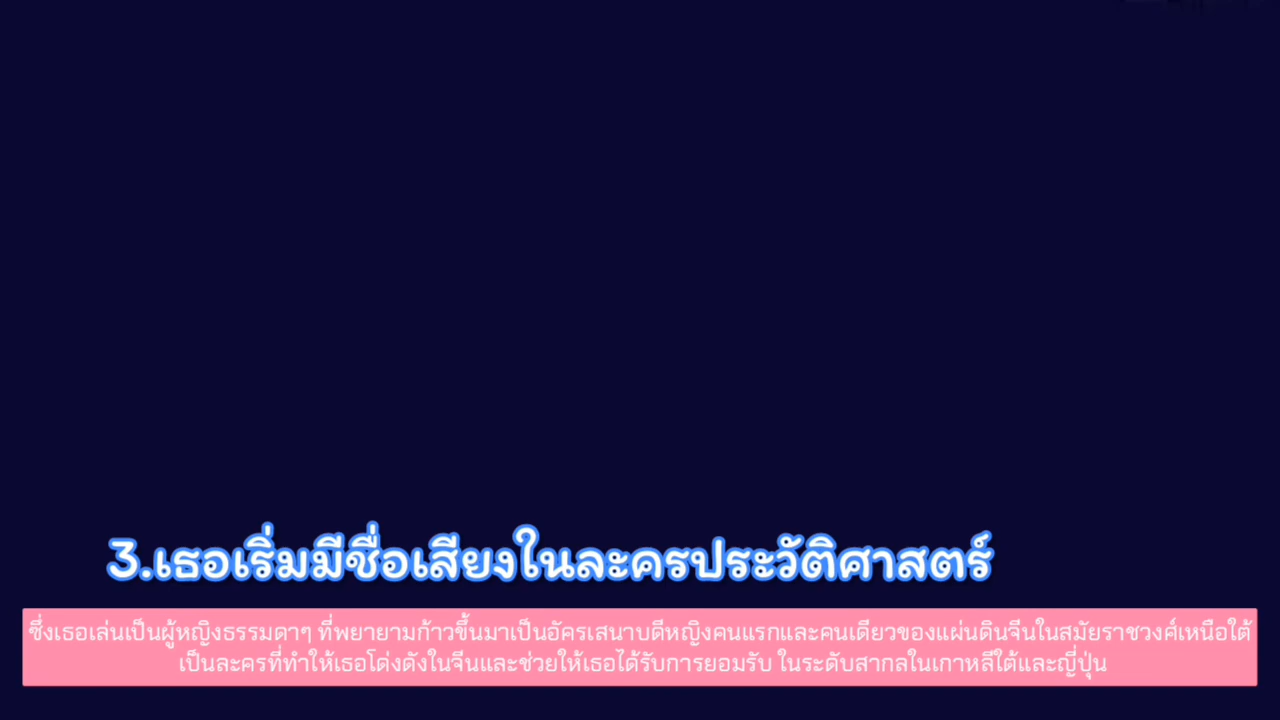 3.เธอเริ่มมีชื่อเสียงในละครประวัติศาสตร์
ซึ่งเธอเล่นเป็นผู้หญิงธรรมดาๆ ที่พยายามก้าวขึ้นมาเป็นอัครเสนาบดีหญิงคนแรกและคนเดียวของแผ่นดินจีนในสมัยราชวงศ์เหนือใต้
เป็นละครที่ทำให้เธอโด่งดังในจีนและช่วยให้เธอได้รับการยอมรับ ในระดับสากลในเกาหลีใต้และญี่ปุ่น